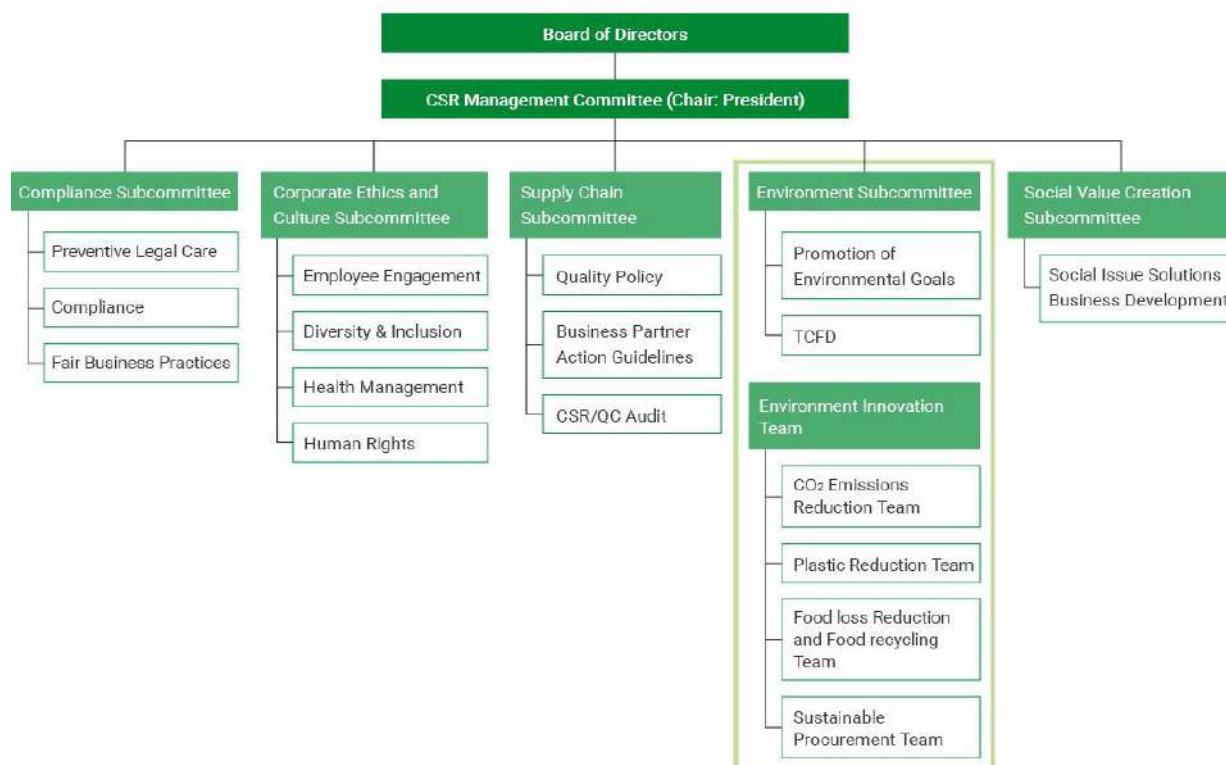 Board of Directors
CSR Management Committee (Chair: President)
Compliance Subcommittee
Preventive Legal Care
Compliance
Fair Business Practices
Corporate Ethics and
Culture Subcommittee
Employee Engagement
Diversity & Inclusion
Health Management
Human Rights
Supply Chain
Subcommittee
Quality Policy
Business Partner
Action Guidelines
CSR/QC Audit
Environment Subcommittee
Promotion of
Environmental Goals
TCFD
Environment Innovation
Team
CO₂ Emissions
Reduction Team
Plastic Reduction Team
Food loss Reduction
and Food recycling
Team
Sustainable
Procurement Team
Social Value Creation
Subcommittee
Social Issue Solutions
Business Development